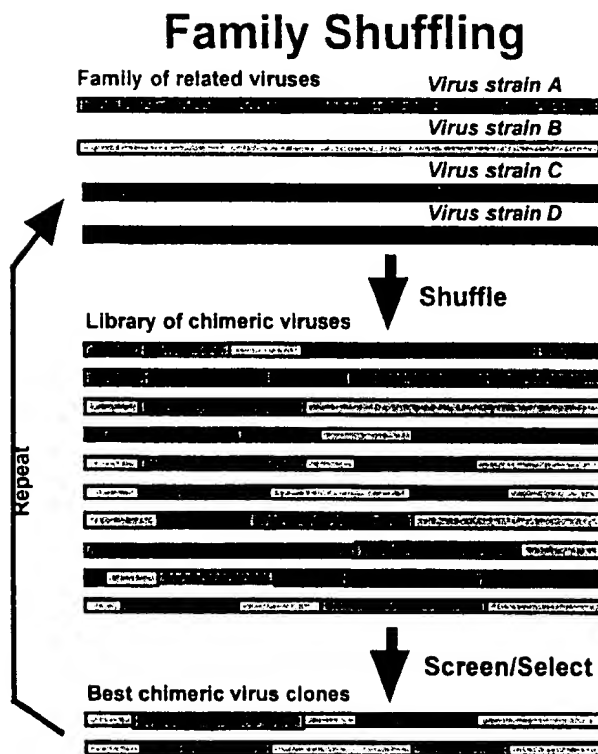 Family Shuffling
Family of related viruses
Virus strain A
Virus strain B
Virus strain C
Virus strain D
Shuffle
Library of chimeric viruses
Repeat
Screen/Select
Best chimeric virus clones